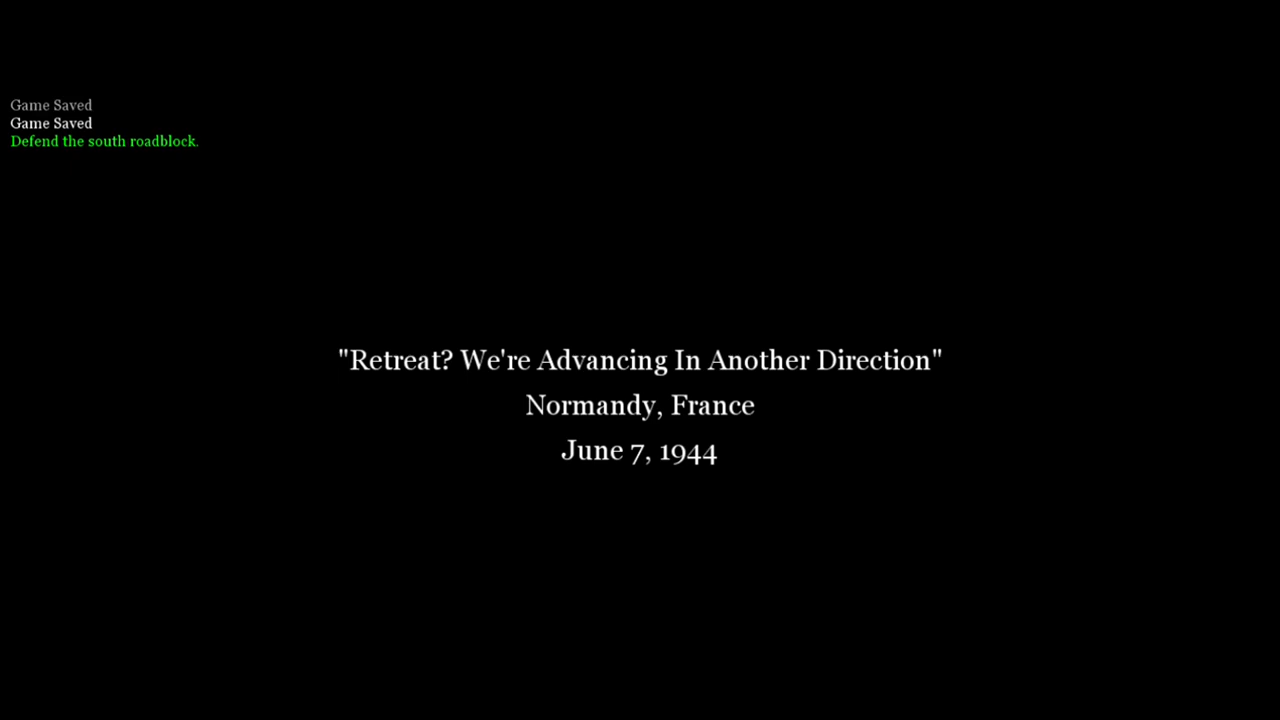 Game Saved
Game Saved
Defend the south roadblock.
"Retreat? We're Advancing In Another Direction"
Normandy, France
June 7, 1944